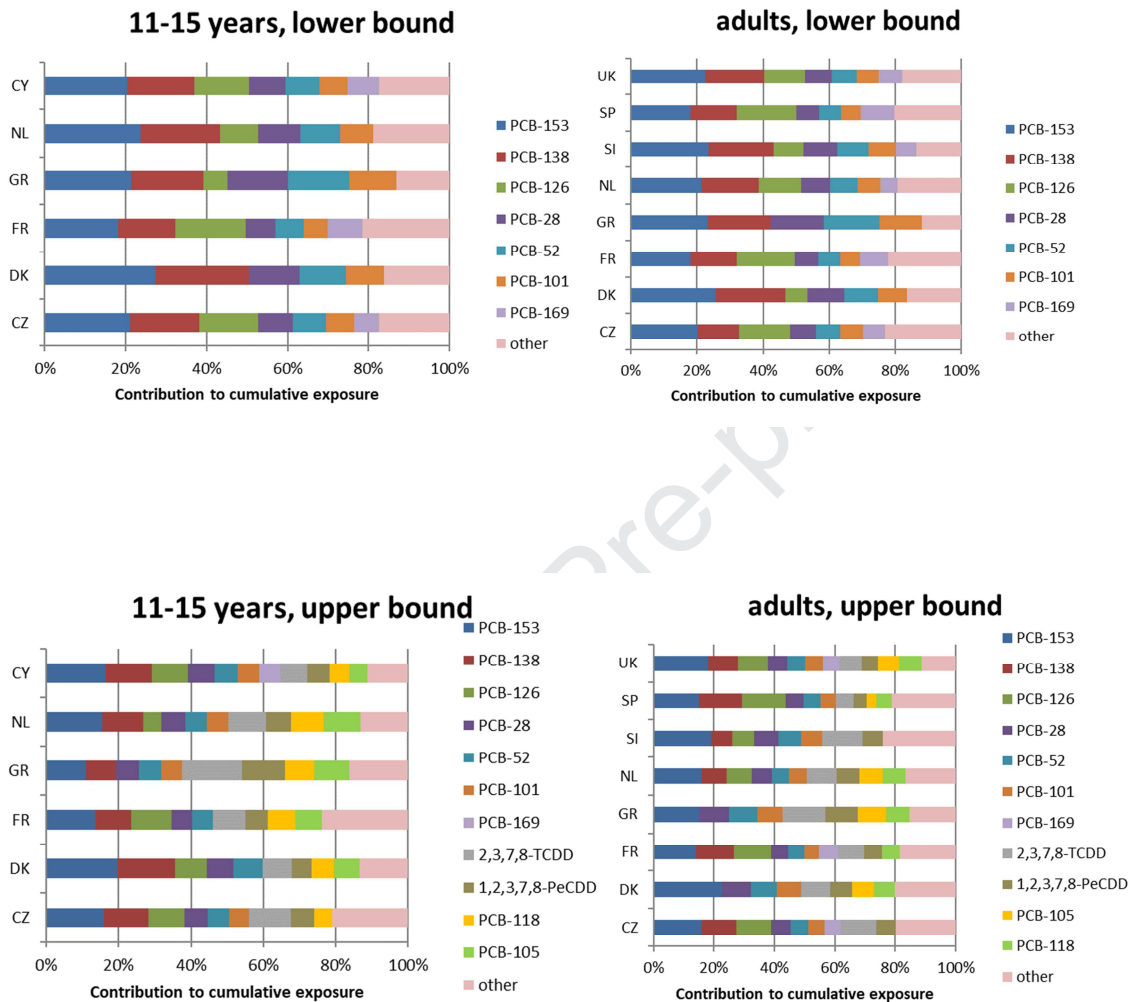 11-15 years, lower bound
CY
NL
GR
FR
DK
CZ
0% 20% 40% 60% 80% 100%
Contribution to cumulative exposure
PCB-153
PCB-138
PCB-126
PCB-28
PCB-52
PCB-101
PCB-169
other
adults, lower bound
UK
SP
SI
NL
GR
FR
DK
CZ
0% 20% 40% 60% 80% 100%
Contribution to cumulative exposure
PCB-153
PCB-138
PCB-126
PCB-28
PCB-52
PCB-101
PCB-169
other
Pre-p
11-15 years, upper bound
CY
NL
GR
FR
DK
CZ
0% 20% 40% 60% 80% 100%
Contribution to cumulative exposure
PCB-153
PCB-138
PCB-126
PCB-28
PCB-52
PCB-101
PCB-169
2,3,7,8-TCDD
1,2,3,7,8-PeCDD
PCB-118
PCB-105
other
adults, upper bound
UK
SP
SI
NL
GR
FR
DK
CZ
0% 20% 40% 60% 80% 100%
Contribution to cumulative exposure
PCB-153
PCB-138
PCB-126
PCB-28
PCB-52
PCB-101
PCB-169
2,3,7,8-TCDD
1,2,3,7,8-PeCDD
PCB-105
PCB-118
other